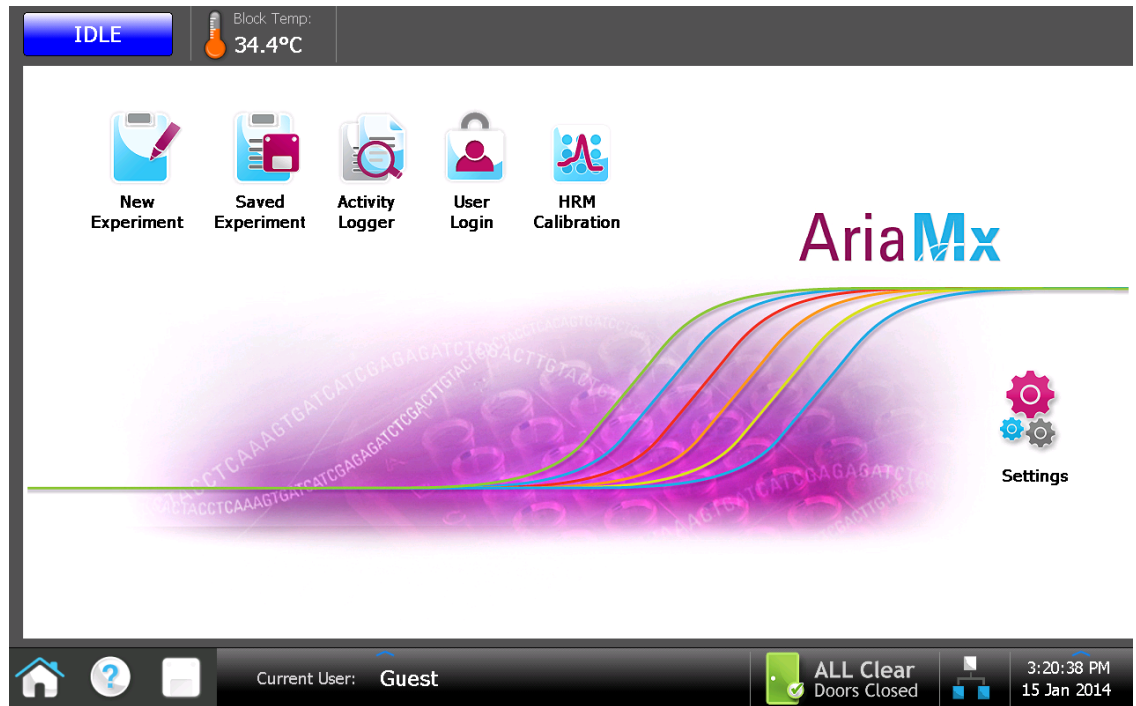 IDLE
Block Temp:
34.4°C
New
Experiment
Saved
Experiment
Activity
Logger
User
Login
HRM
Calibration
AriaMx
Settings
?
Current User: Guest
ALL Clear
Doors Closed
3:20:38 PM
15 Jan 2014